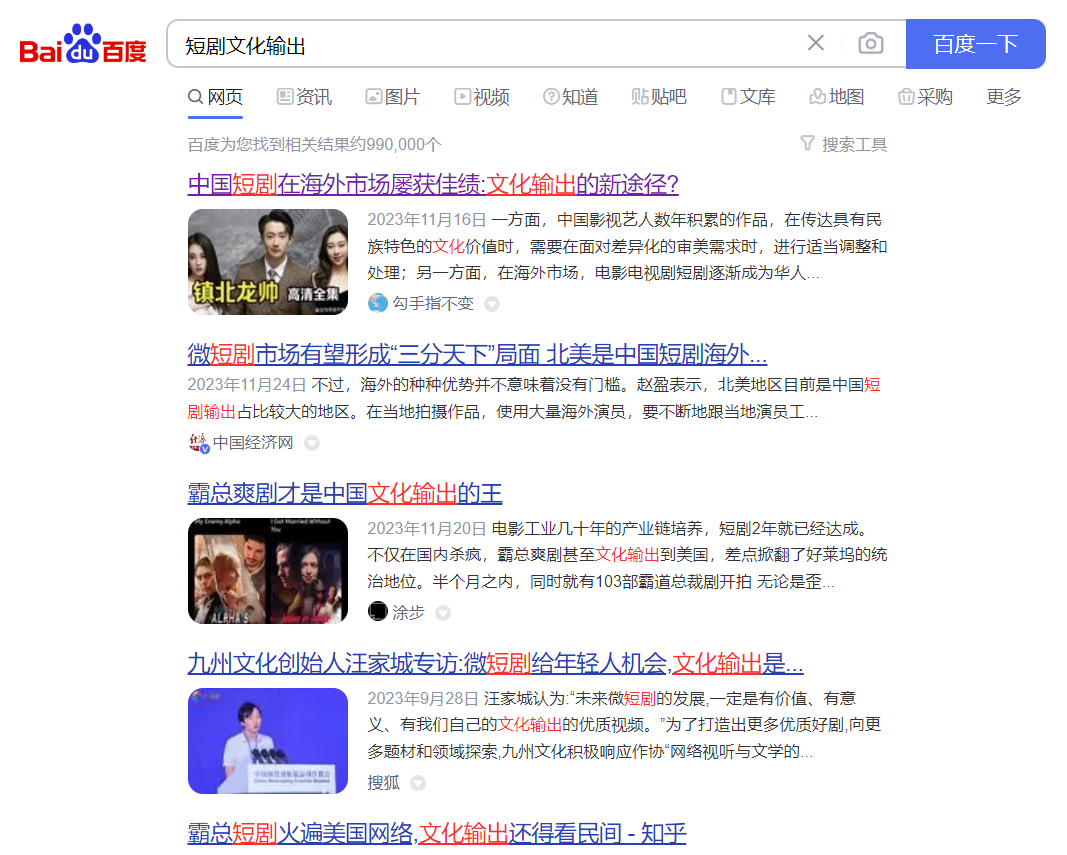 Bai du 百度
短剧文化输出
百度一下
网页 资讯 图片 视频 知道 贴吧贴吧 文库 地图 采购 更多
百度为您找到相关结果约990,000个
搜索工具
中国短剧在海外市场屡获佳绩:文化输出的新途径?
镇北龙帅 高清全集
2023年11月16日 一方面，中国影视艺人数年积累的作品，在传达具有民
族特色的文化价值时，需要在面对差异化的审美需求时，进行适当调整和
处理；另一方面，在海外市场，电影电视剧短剧逐渐成为华人...
勾手指不变
微短剧市场有望形成“三分天下”局面 北美是中国短剧海外...
2023年11月24日 不过，海外的种种优势并不意味着没有门槛。赵盈表示，北美地区目前是中国短
剧输出占比较大的地区。在当地拍摄作品，使用大量海外演员，要不断地跟当地演员工...
中国经济网
霸总爽剧才是中国文化输出的王
My Enemy Alpha
I Got Married Without
You
ALPHA'S
2023年11月20日 电影工业几十年的产业链培养，短剧2年就已经达成。
不仅在国内杀疯，霸总爽剧甚至文化输出到美国，差点掀翻了好莱坞的统
治地位。半个月之内，同时就有103部霸道总裁剧开拍 无论是歪...
涂步
九州文化创始人汪家城专访:微短剧给年轻人机会,文化输出是...
2023年9月28日 汪家城认为:“未来微短剧的发展,一定是有价值、有意
义、有我们自己的文化输出的优质视频。”为了打造出更多优质好剧,向更
多题材和领域探索,九州文化积极响应作协“网络视听与文学的...
搜狐
霸总短剧火遍美国网络,文化输出还得看民间 - 知乎